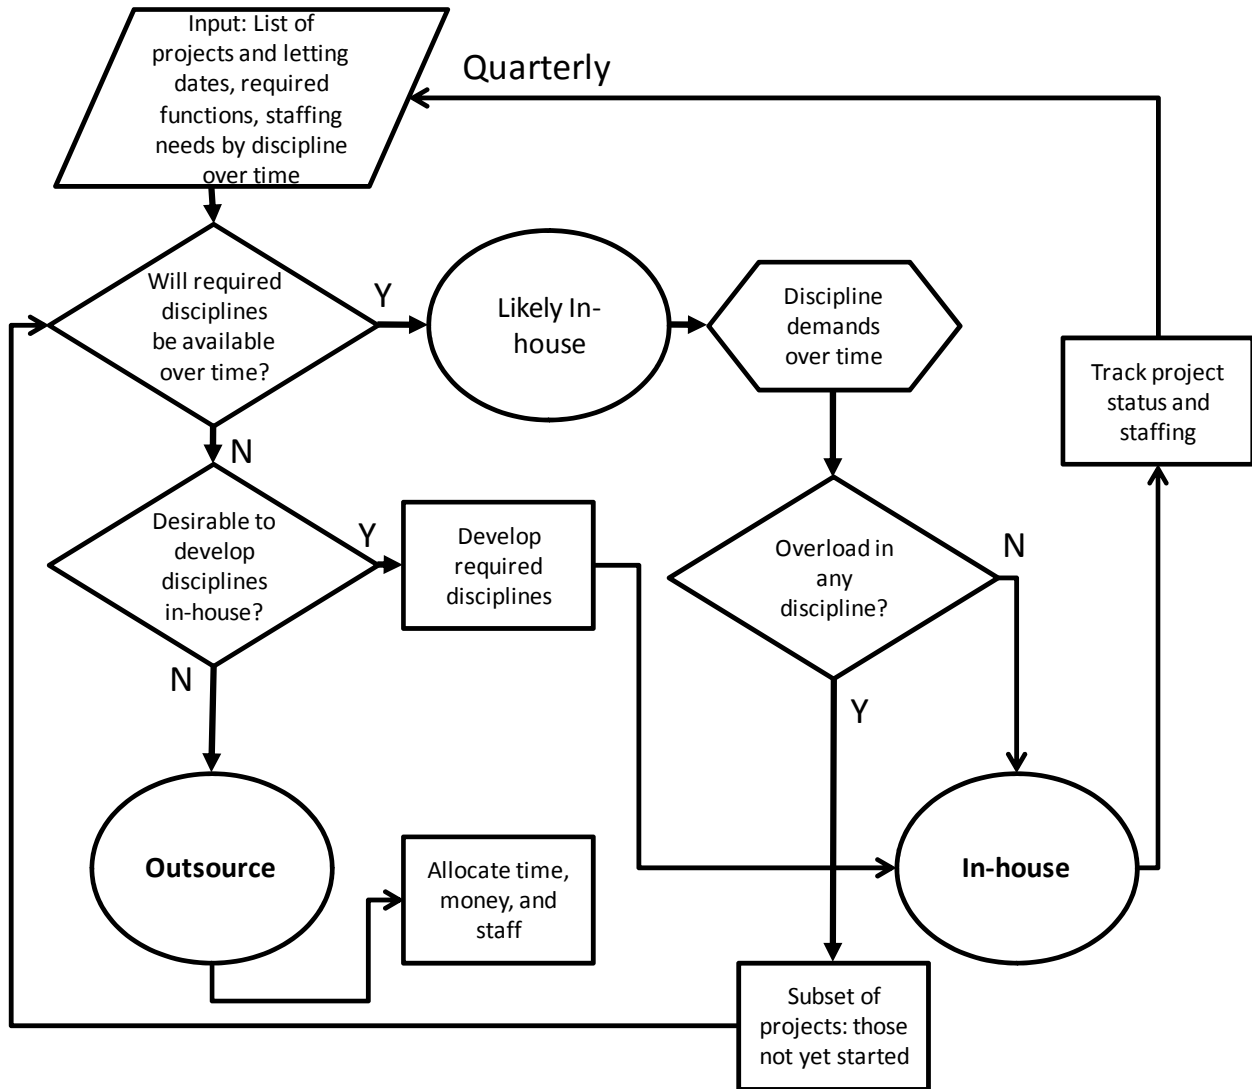 Input: List of
projects and letting
dates, required
functions, staffing
needs by discipline
over time
Quarterly
Will required
disciplines
be available
over time?
Y
Likely In-
house
Discipline
demands
over time
Track project
status and
staffing
N
Desirable to
develop
disciplines
in-house?
Y
Develop
required
disciplines
Overload in
any
discipline?
N
N
Y
Outsource
Allocate time,
money, and
staff
In-house
Subset of
projects: those
not yet started